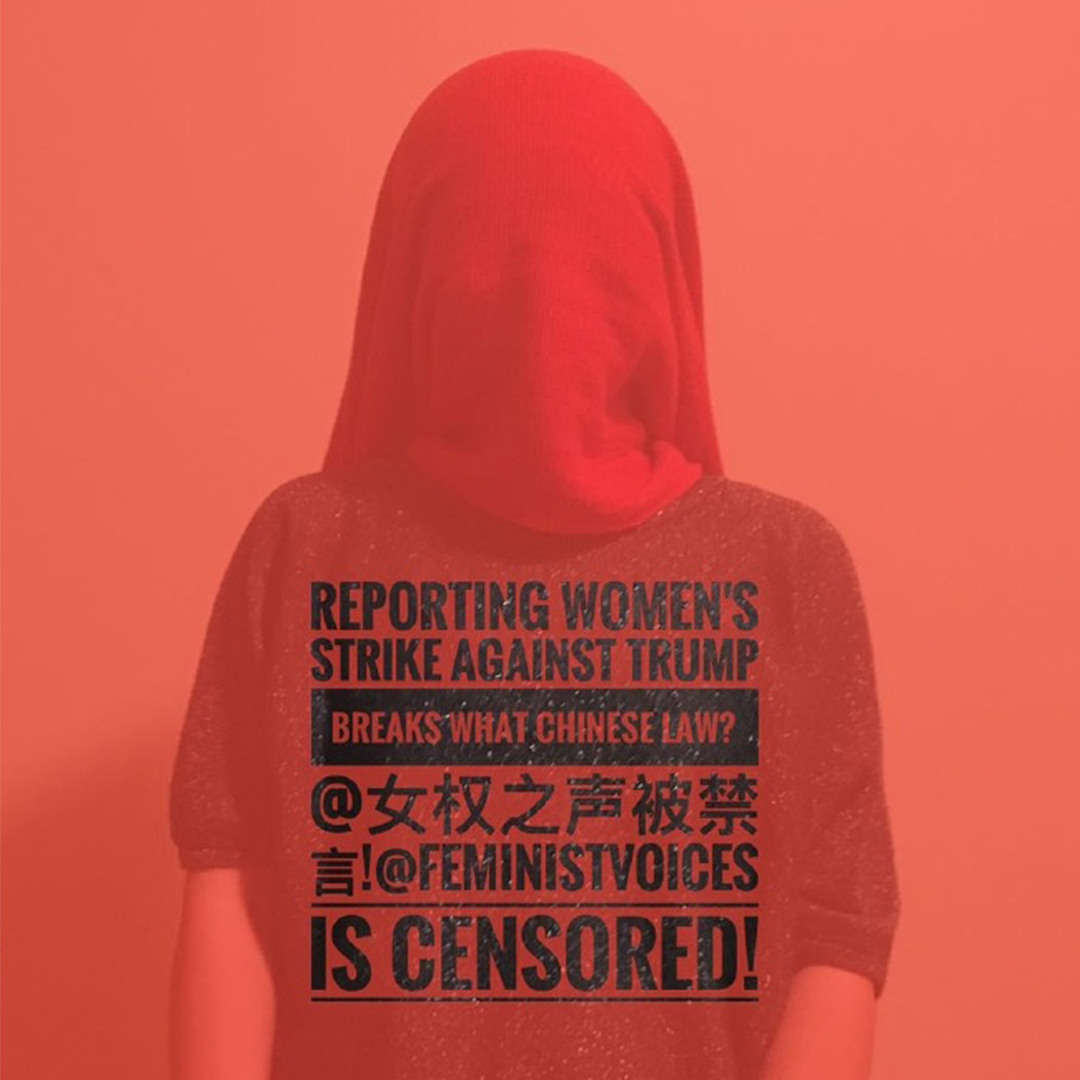 REPORTING WOMEN'S
STRIKE AGAINST TRUMP
BREAKS WHAT CHINESE LAW?
@女权之声被禁
言!@FEMINISTVOICES
IS CENSORED!